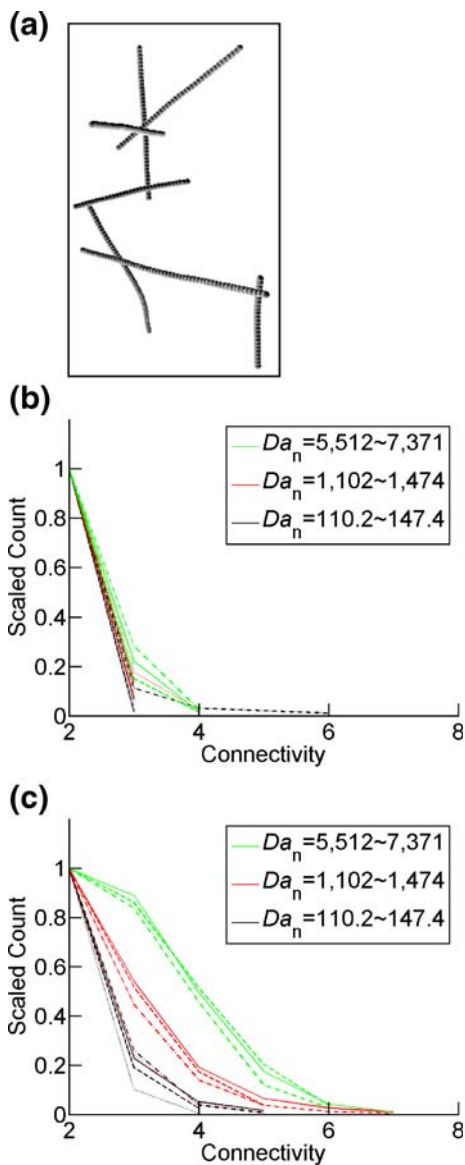 (a)
(b)
Da_n=5,512~7,371
Da_n=1,102~1,474
Da_n=110.2~147.4
Scaled Count
1
0.8
0.6
0.4
0.2
0
2 4 6 8
Connectivity
(c)
Da_n=5,512~7,371
Da_n=1,102~1,474
Da_n=110.2~147.4
Scaled Count
1
0.8
0.6
0.4
0.2
0
2 4 6 8
Connectivity